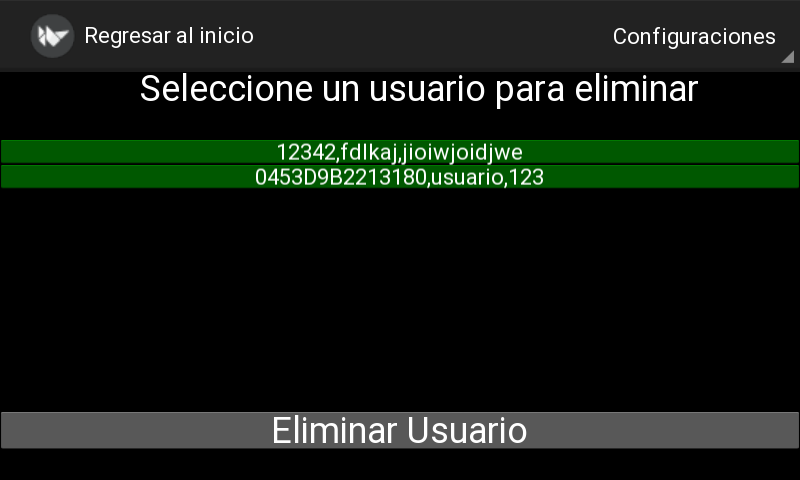 Regresar al inicio
Configuraciones
Seleccione un usuario para eliminar
12342,fdlkaj,jioiwjoidjwe
0453D9B2213180,usuario,123
Eliminar Usuario